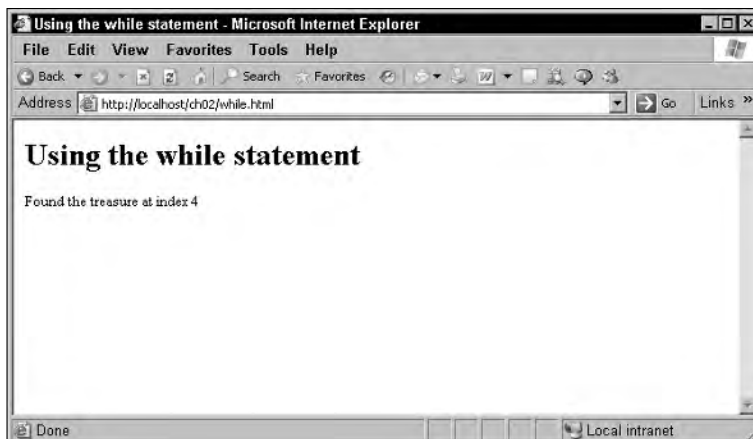 Using the while statement - Microsoft Internet Explorer
File Edit View Favorites Tools Help
Back Search Favorites
Address http://localhost/ch02/while.html Go Links »
Using the while statement
Found the treasure at index 4
Done Local intranet